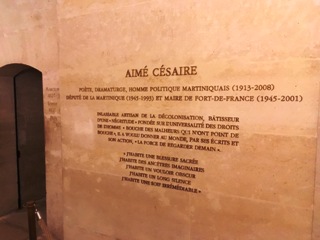 AIMÉ CÉSAIRE
POÈTE, DRAMATURGE, HOMME POLITIQUE MARTINIQUAIS (1913-2008)
DÉPUTÉ DE LA MARTINIQUE (1945-1993) ET MAIRE DE FORT-DE-FRANCE (1945-2001)
INLASSABLE ARTISAN DE LA DÉCOLONISATION, BÂTISSEUR
D'UNE « NÉGRITUDE » FONDÉE SUR L'UNIVERSALITÉ DES DROITS
DE L'HOMME « BOUCHE DES MALHEURS QUI N'ONT POINT DE
BOUCHE », IL A VOULU DONNER AU MONDE, PAR SES ÉCRITS ET
SON ACTION, « LA FORCE DE REGARDER DEMAIN ».
« J'HABITE UNE BLESSURE SACRÉE
J'HABITE DES ANCÊTRES IMAGINAIRES
J'HABITE UN VOULOIR OBSCUR
J'HABITE UN LONG SILENCE
J'HABITE UNE SOIF IRRÉMÉDIABLE »